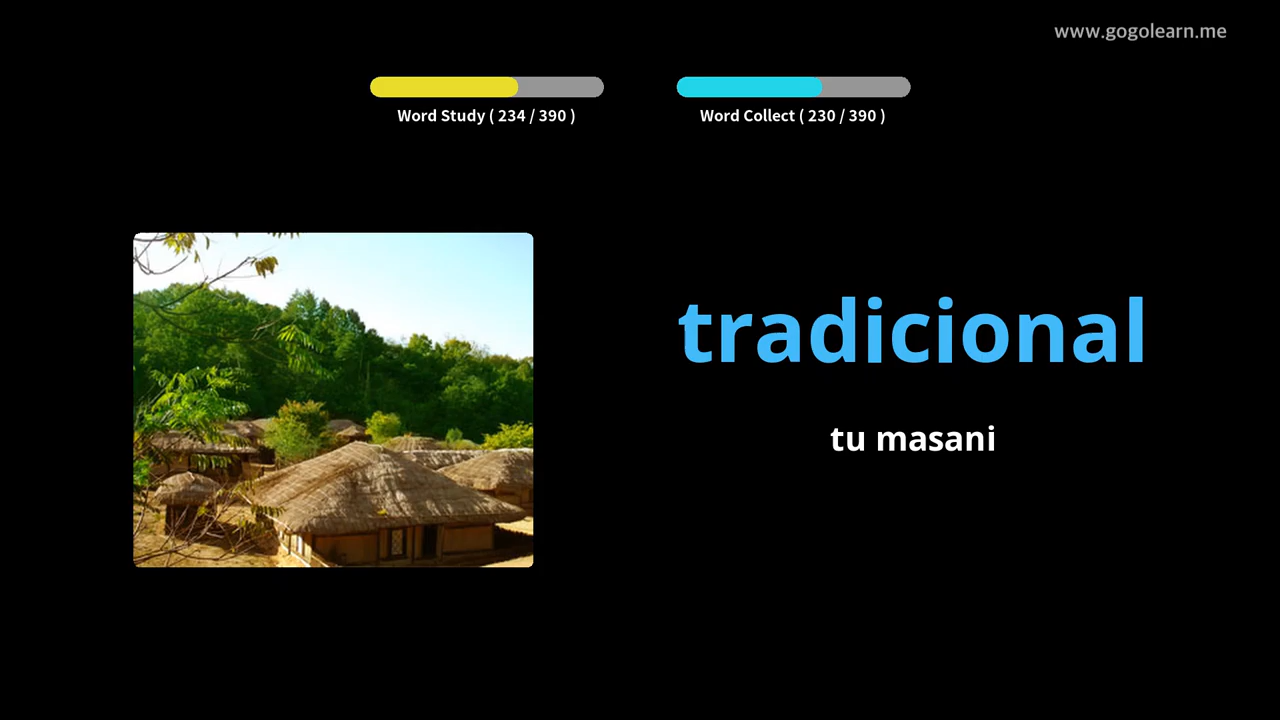 www.gogolearn.me
Word Study ( 234 / 390 )
Word Collect ( 230 / 390 )
tradicional
tu masani